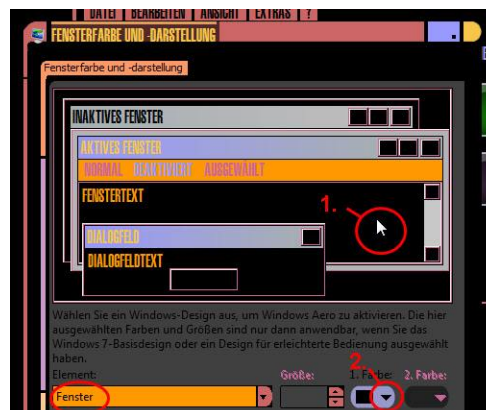 DATEI BEARBEITEN ANSICHT EXTRAS ?
FENSTERFARBE UND -DARSTELLUNG
Fensterfarbe und -darstellung
INAKTIVES FENSTER
AKTIVES FENSTER
NORMAL DEAKTIVIERT AUSGEWÄHLT
FENSTERTEXT
1.
DIALOGFELD
DIALOGFELDTEXT
Wählen Sie ein Windows-Design aus, um Windows Aero zu aktivieren. Die hier
ausgewählten Farben und Größen sind nur dann anwendbar, wenn Sie das
Windows 7-Basisdesign oder ein Design für erleichterte Bedienung ausgewählt
haben.
2.
Element: Größe: 1. Farbe: 2. Farbe:
Fenster